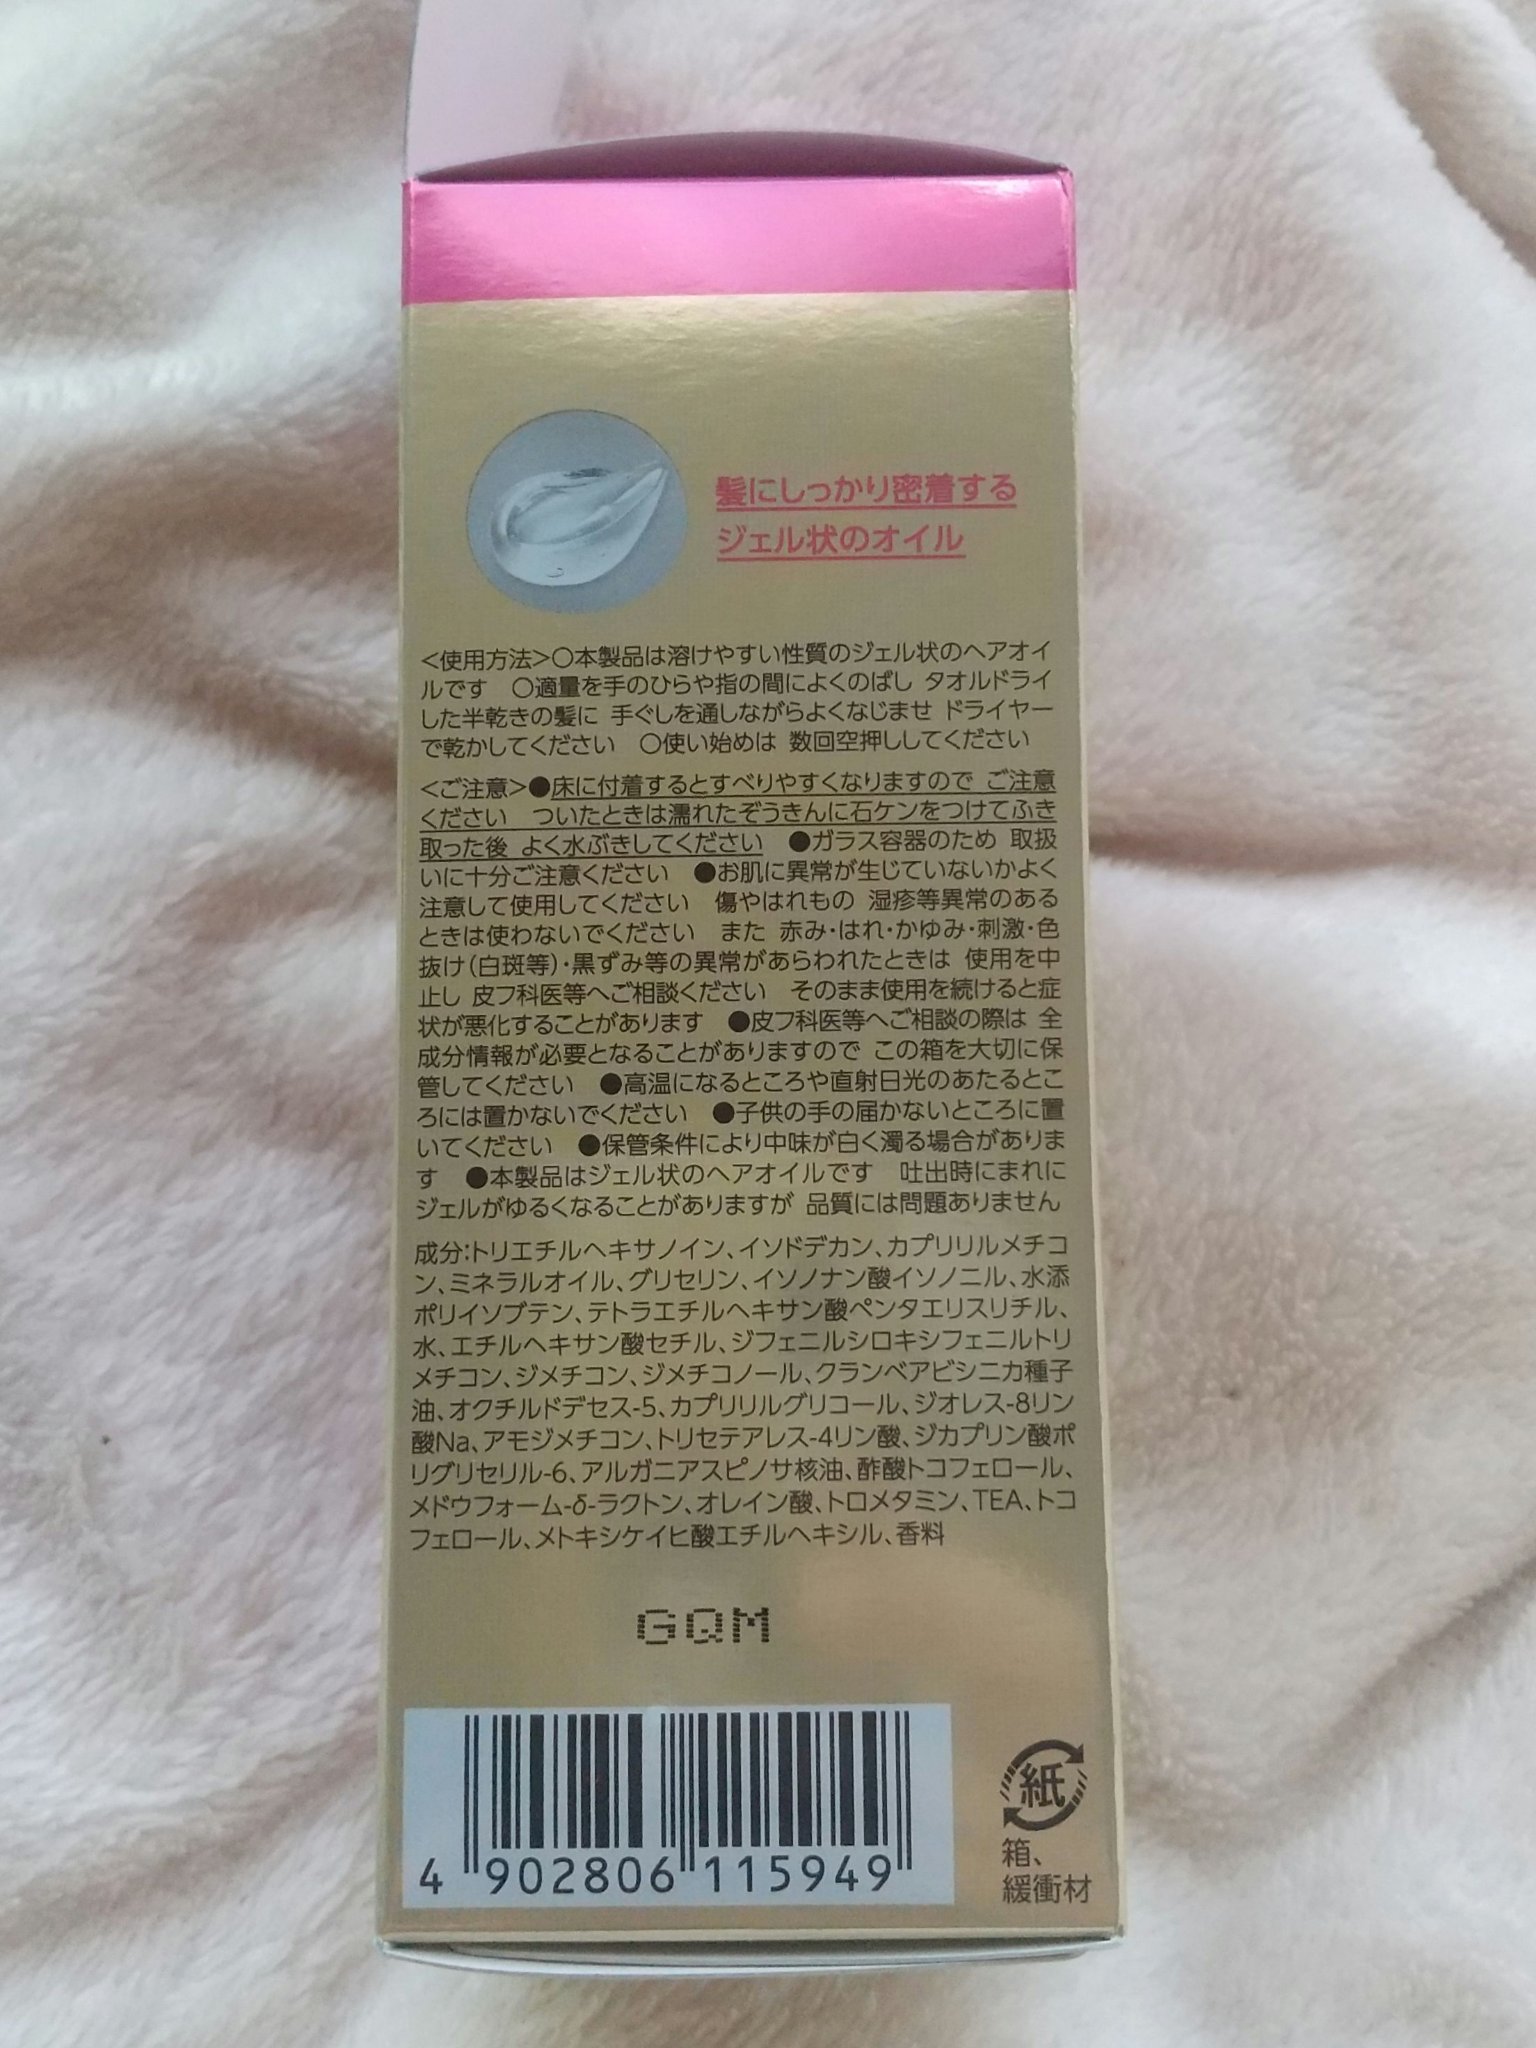 髪にしっかり密着する
ジェル状のオイル
<使用方法>○本製品は溶けやすい性質のジェル状のヘアオイ
ルです　○適量を手のひらや指の間によくのばし タオルドライ
した半乾きの髪に 手ぐしを通しながらよくなじませ ドライヤー
で乾かしてください　○使い始めは 数回空押ししてください
<ご注意>●床に付着するとすべりやすくなりますので ご注意
ください　ついたときは濡れたぞうきんに石ケンをつけてふき
取った後 よく水ぶきしてください　●ガラス容器のため 取扱
いに十分ご注意ください　●お肌に異常が生じていないかよく
注意して使用してください　傷やはれもの 湿疹等異常のある
ときは使わないでください　また 赤み・はれ・かゆみ・刺激・色
抜け(白斑等)・黒ずみ等の異常があらわれたときは 使用を中
止し 皮フ科医等へご相談ください　そのまま使用を続けると症
状が悪化することがあります　●皮フ科医等へご相談の際は 全
成分情報が必要となることがありますので この箱を大切に保
管してください　●高温になるところや直射日光のあたるとこ
ろには置かないでください　●子供の手の届かないところに置
いてください　●保管条件により中味が白く濁る場合がありま
す　●本製品はジェル状のヘアオイルです　吐出時にまれに
ジェルがゆるくなることがありますが 品質には問題ありません
成分:トリエチルヘキサノイン、イソドデカン、カプリリルメチコ
ン、ミネラルオイル、グリセリン、イソノナン酸イソノニル、水添
ポリイソブテン、テトラエチルヘキサン酸ペンタエリスリチル、
水、エチルヘキサン酸セチル、ジフェニルシロキシフェニルトリ
メチコン、ジメチコン、ジメチコノール、クランベアビシニカ種子
油、オクチルドデセス-5、カプリリルグリコール、ジオレス-8リン
酸Na、アモジメチコン、トリセテアレス-4リン酸、ジカプリン酸ポ
リグリセリル-6、アルガニアスピノサ核油、酢酸トコフェロール、
メドウフォーム-δ-ラクトン、オレイン酸、トロメタミン、TEA、トコ
フェロール、メトキシケイヒ酸エチルヘキシル、香料
GQM
4 902806 115949
紙
箱、
緩衝材